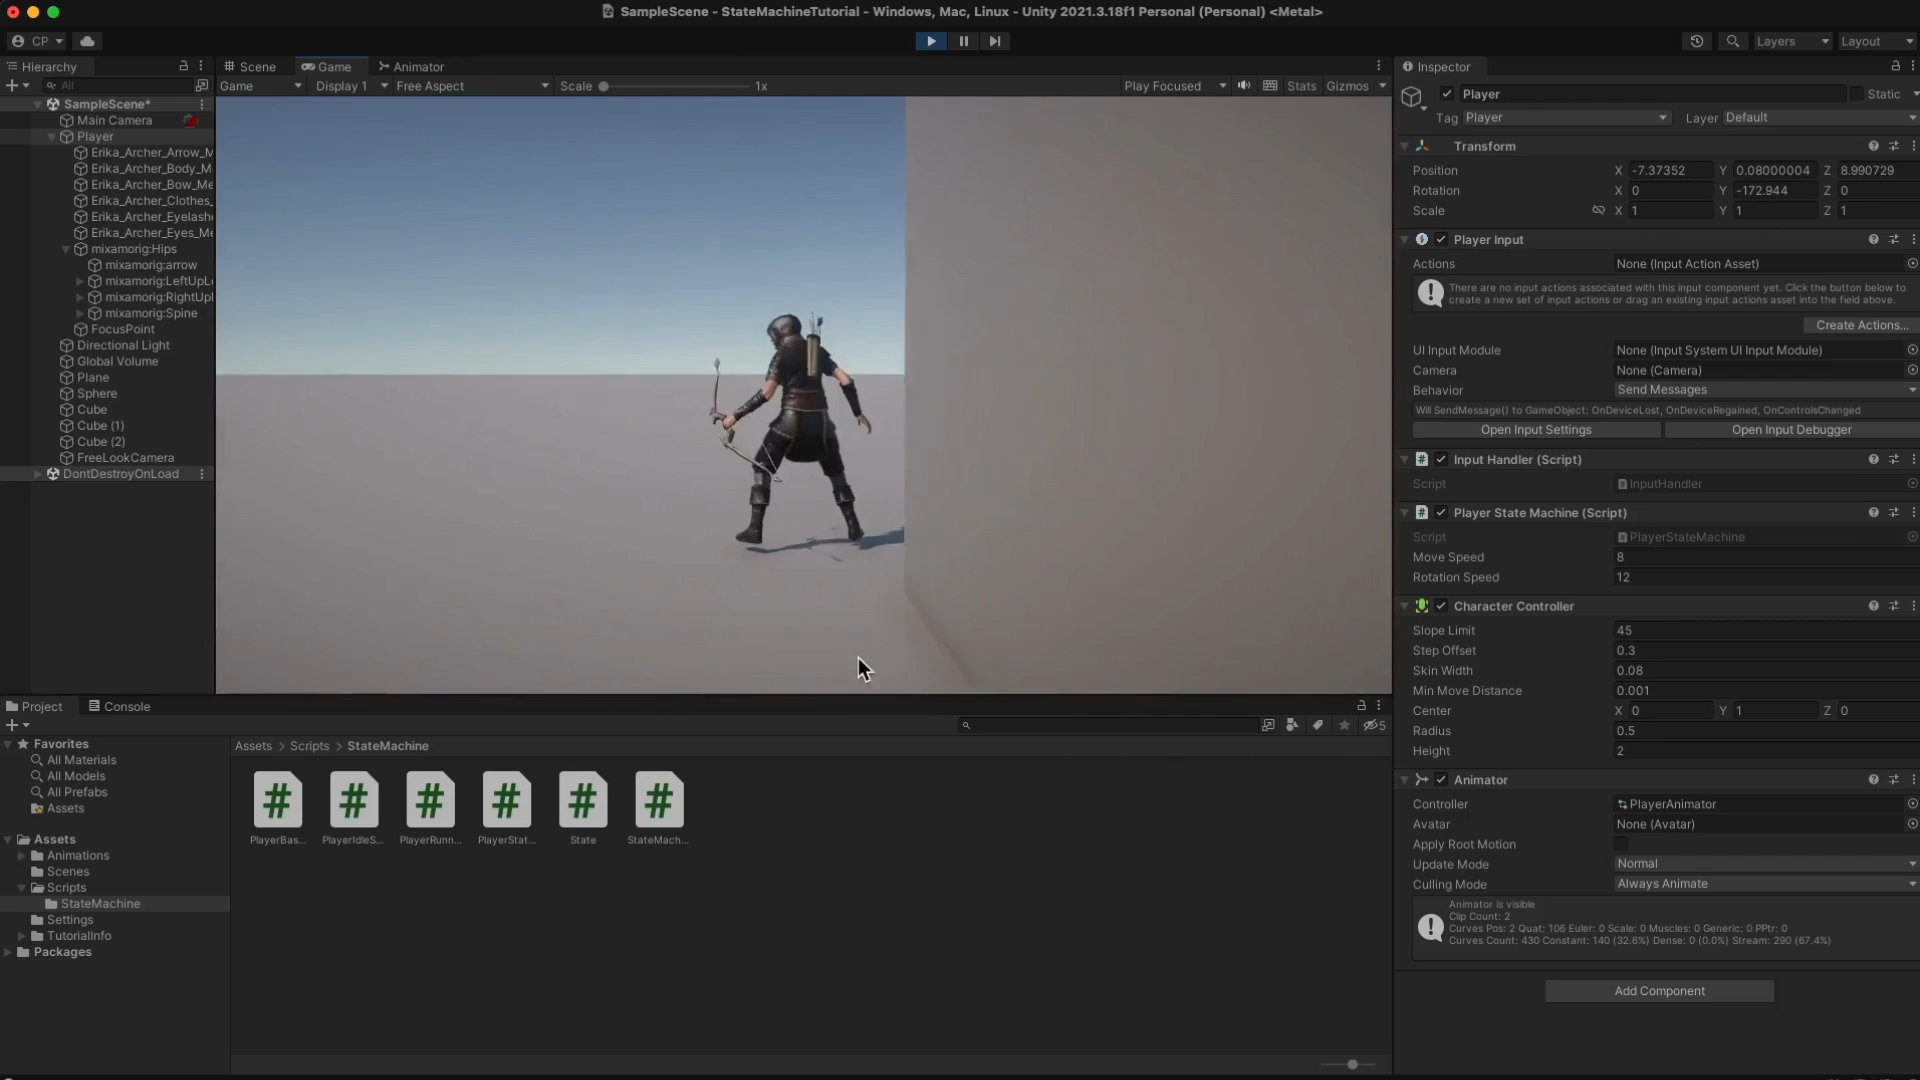 SampleScene - StateMachineTutorial - Windows, Mac, Linux - Unity 2021.3.18f1 Personal (Personal) <Metal>
CP
Layers
Layout
Hierarchy
All
SampleScene*
Main Camera
Player
Erika_Archer_Arrow_M
Erika_Archer_Body_M
Erika_Archer_Bow_Me
Erika_Archer_Clothes_
Erika_Archer_Eyelash
Erika_Archer_Eyes_Me
mixamorig:Hips
mixamorig:arrow
mixamorig:LeftUpL
mixamorig:RightUp
mixamorig:Spine
FocusPoint
Directional Light
Global Volume
Plane
Sphere
Cube
Cube (1)
Cube (2)
FreeLookCamera
DontDestroyOnLoad
Scene
Game
Animator
Game
Display 1
Free Aspect
Scale
1x
Play Focused
Stats
Gizmos
Inspector
Player
Static
Tag Player
Layer Default
Transform
Position X -7.37352 Y 0.08000004 Z 8.990729
Rotation X 0 Y -172.944 Z 0
Scale X 1 Y 1 Z 1
Player Input
Actions None (Input Action Asset)
There are no input actions associated with this input component yet. Click the button below to
create a new set of input actions or drag an existing input actions asset into the field above.
Create Actions...
UI Input Module None (Input System UI Input Module)
Camera None (Camera)
Behavior Send Messages
Will SendMessage() to GameObject: OnDeviceLost, OnDeviceRegained, OnControlsChanged
Open Input Settings Open Input Debugger
# Input Handler (Script)
Script InputHandler
# Player State Machine (Script)
Script PlayerStateMachine
Move Speed 8
Rotation Speed 12
Character Controller
Slope Limit 45
Step Offset 0.3
Skin Width 0.08
Min Move Distance 0.001
Center X 0 Y 1 Z 0
Radius 0.5
Height 2
Animator
Controller PlayerAnimator
Avatar None (Avatar)
Apply Root Motion
Update Mode Normal
Culling Mode Always Animate
Animator is visible
Clip Count: 2
Curves Pos: 2 Quat: 106 Euler: 0 Scale: 0 Muscles: 0 Generic: 0 PPtr: 0
Curves Count: 430 Constant: 140 (32.6%) Dense: 0 (0.0%) Stream: 290 (67.4%)
Add Component
Project
Console
5
Favorites
All Materials
All Models
All Prefabs
Assets
Assets
Animations
Scenes
Scripts
StateMachine
Settings
TutorialInfo
Packages
Assets > Scripts > StateMachine
# # # # # #
PlayerBas... PlayerIdleS... PlayerRunn... PlayerStat... State StateMach...